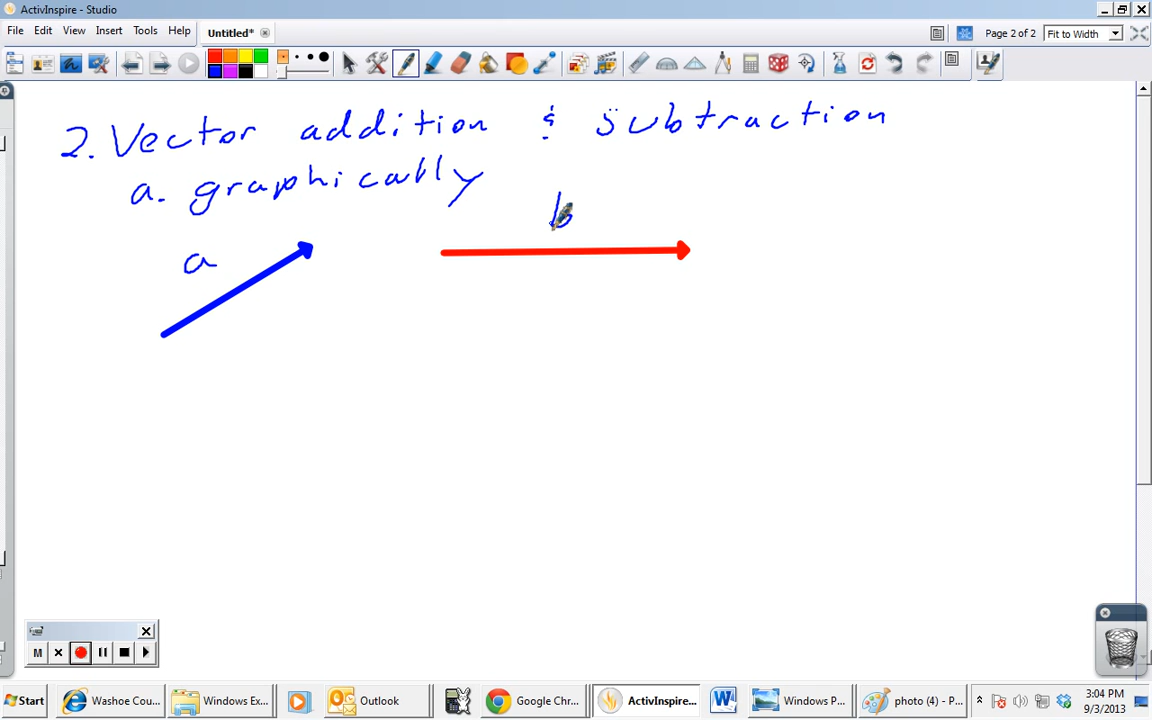 ActivInspire - Studio
File Edit View Insert Tools Help
Untitled*
Page 2 of 2
Fit to Width
2. Vector addition & subtraction
a. graphically
b
a
M
Start
Washoe Cou...
Windows Ex...
Outlook
Google Chr...
ActivInspire...
Windows P...
photo (4) - P...
3:04 PM
9/3/2013